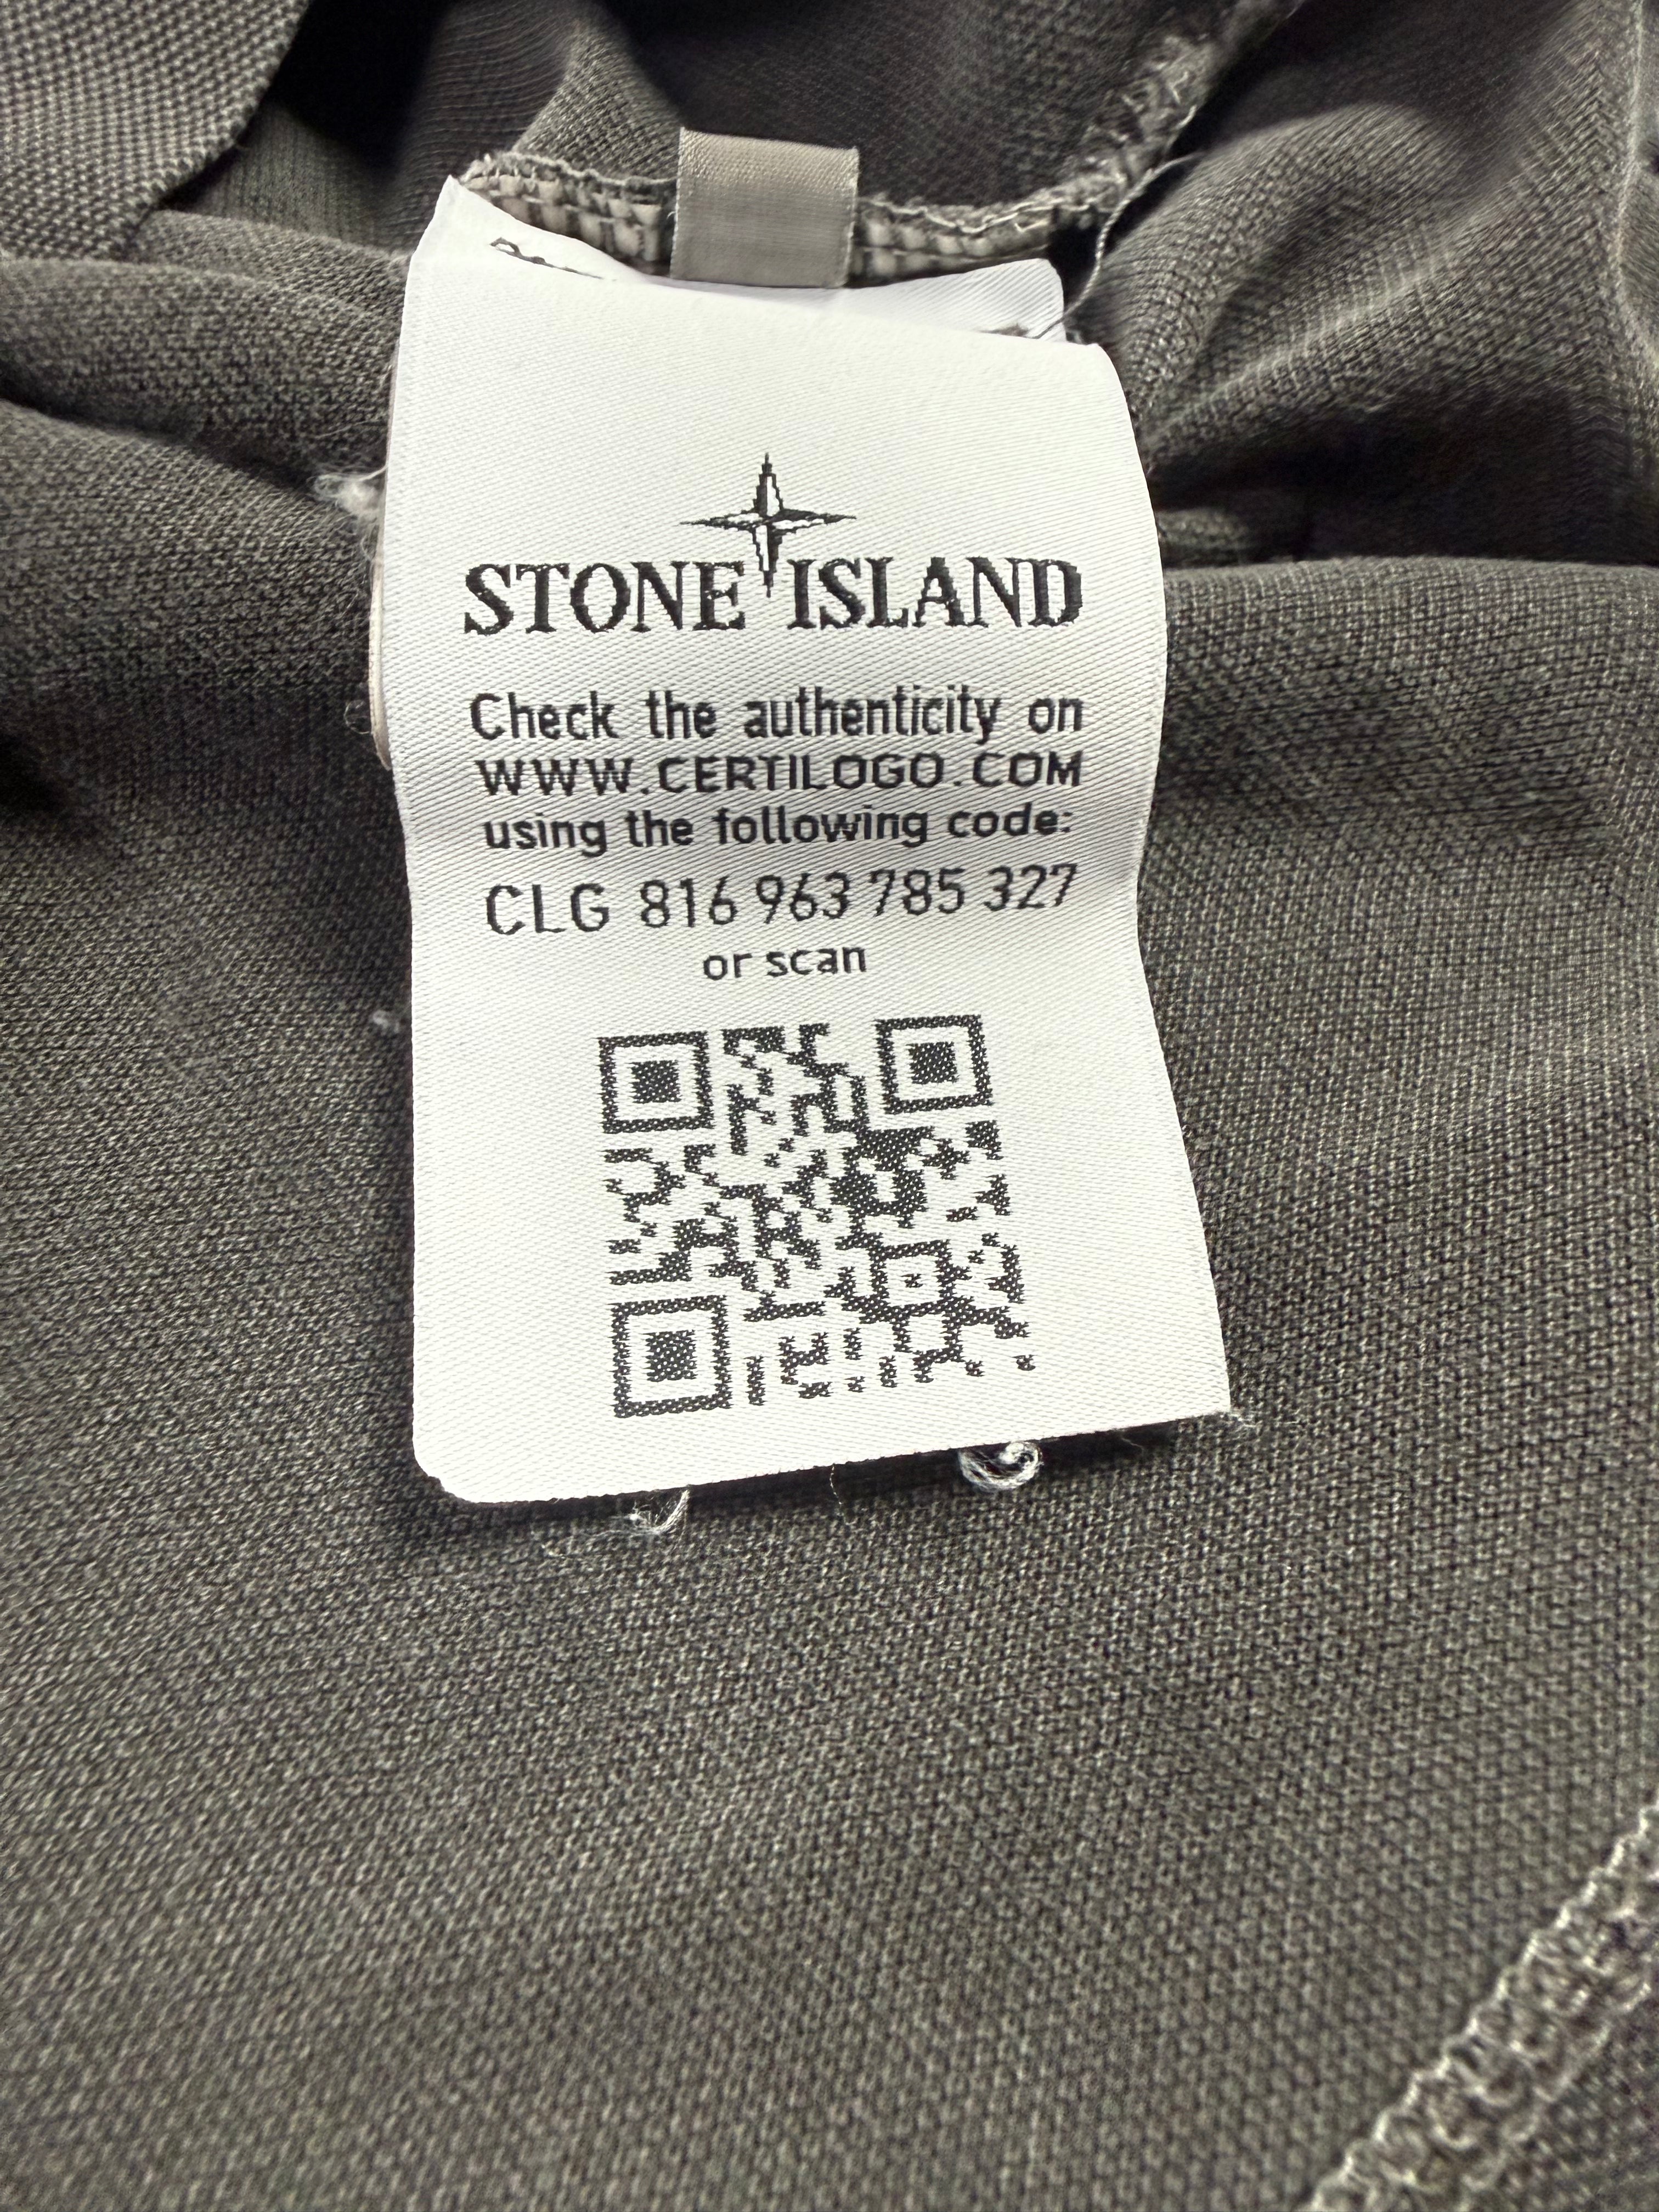 STONE ISLAND
Check the authenticity on
WWW.CERTILOGO.COM
using the following code:
CLG 816 963 785 327
or scan